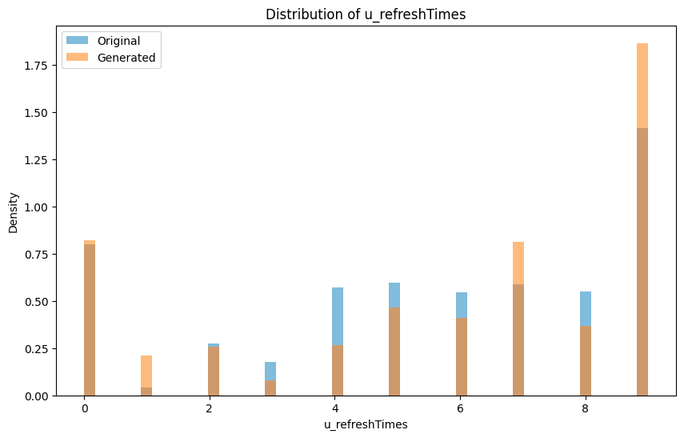 Distribution of u_refreshTimes
Original
Generated
1.75
1.50
1.25
1.00
0.75
0.50
0.25
0.00
Density
0 2 4 6 8
u_refreshTimes